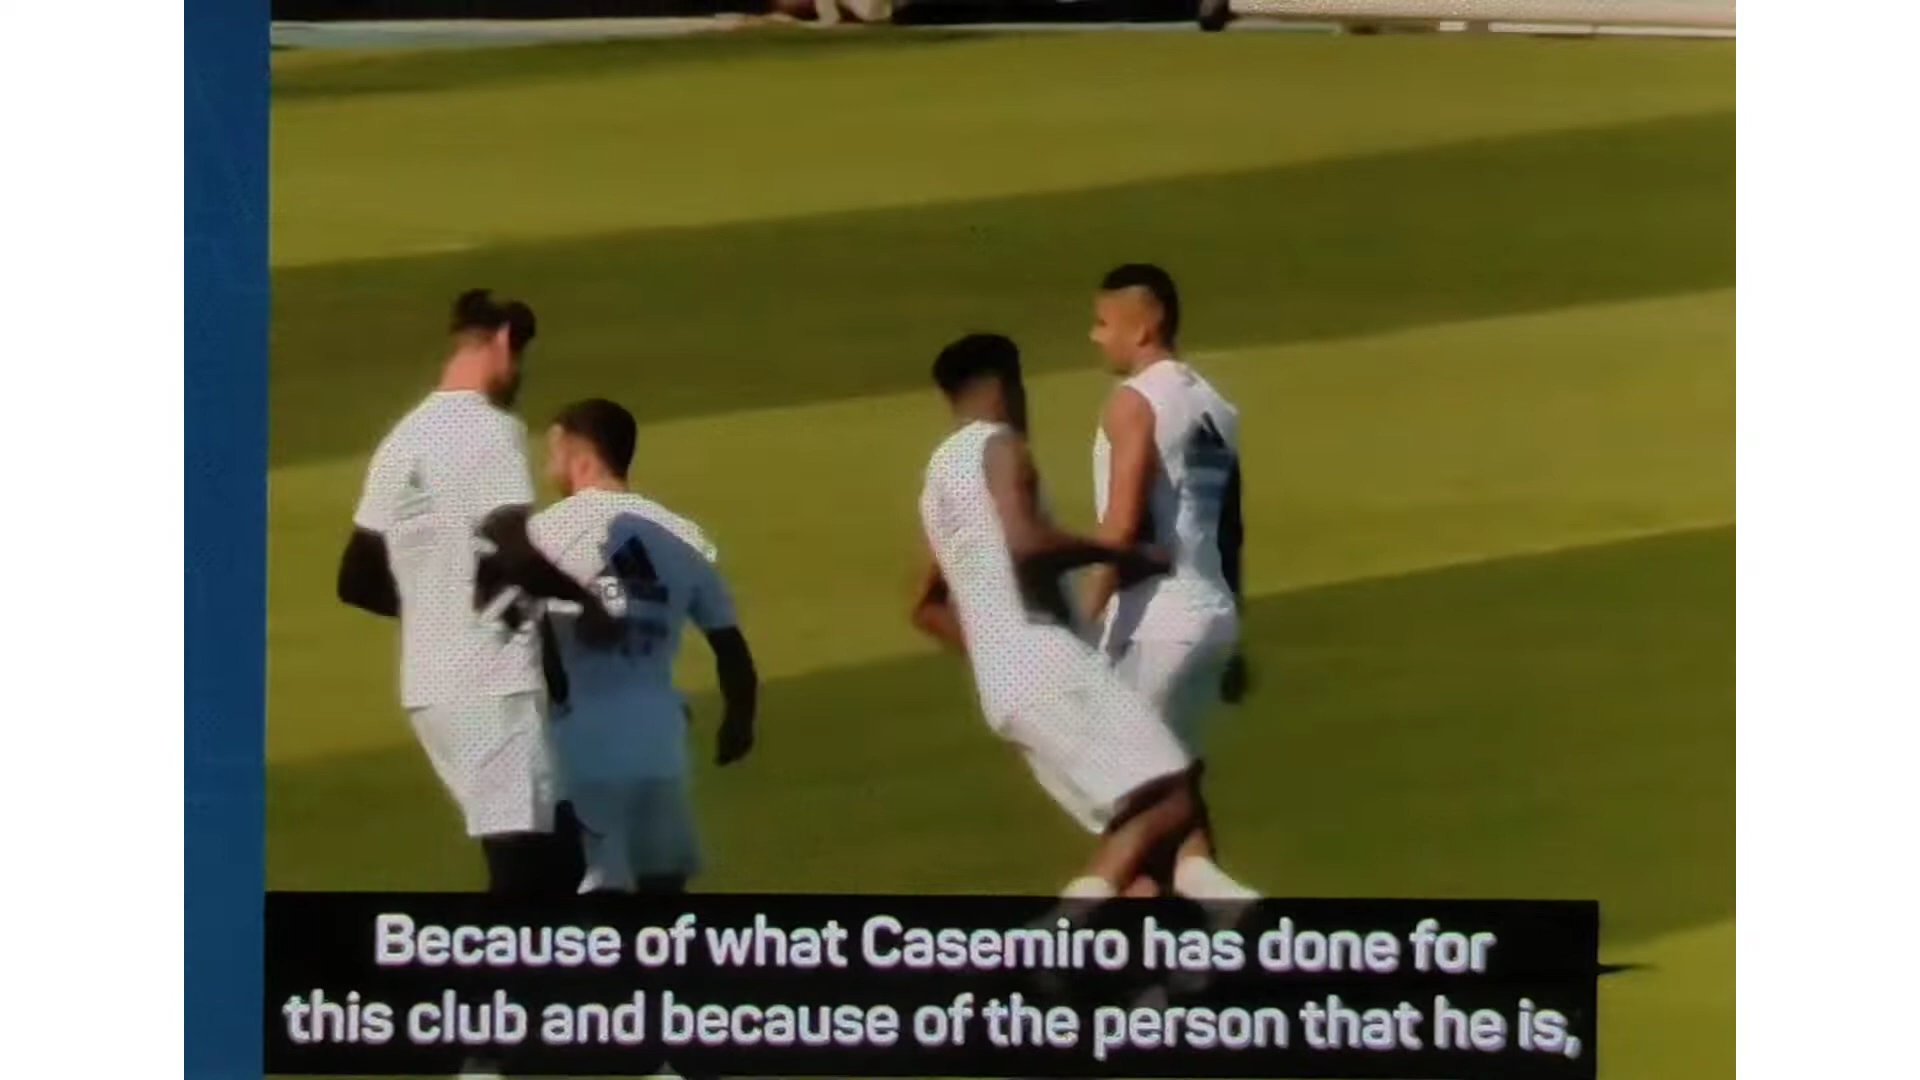 Because of what Casemiro has done for
this club and because of the person that he is,